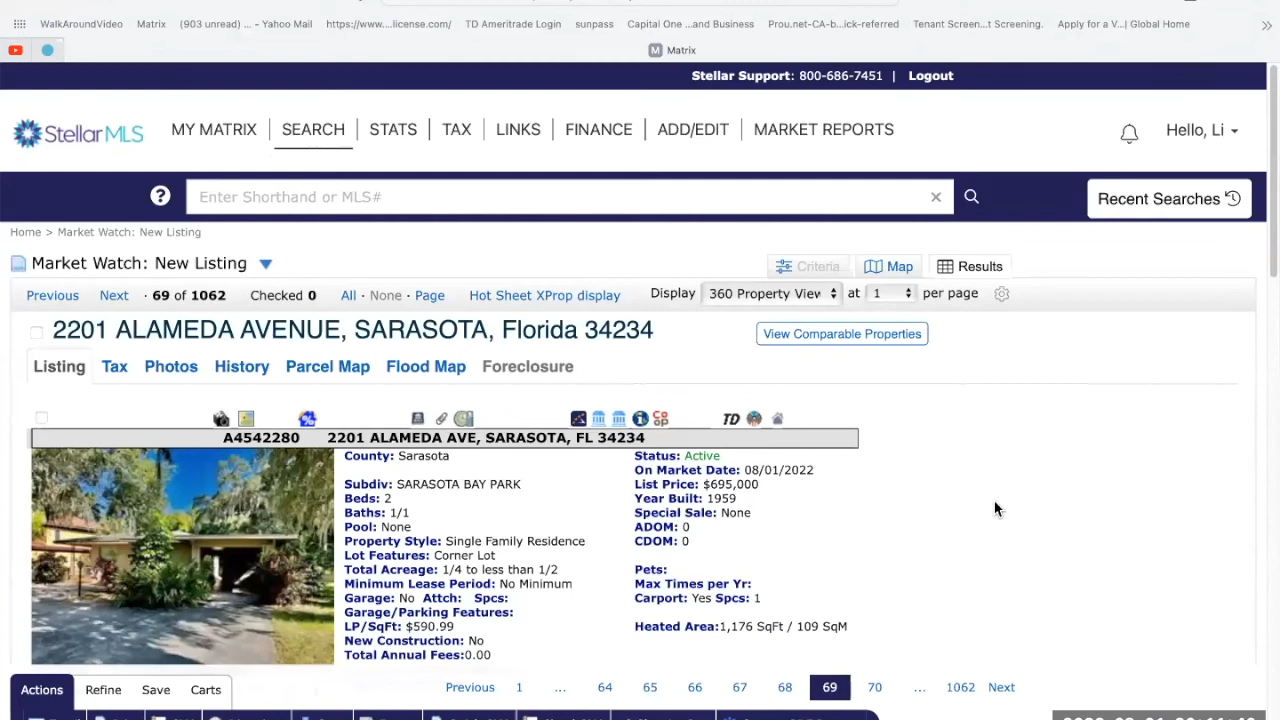 WalkAroundVideo Matrix (903 unread) ... – Yahoo Mail https://www....license.com/ TD Ameritrade Login sunpass Capital One ...and Business Prou.net-CA-b...ick-referred Tenant Screen...t Screening. Apply for a V...| Global Home
M Matrix
Stellar Support: 800-686-7451 | Logout
StellarMLS MY MATRIX SEARCH STATS TAX LINKS FINANCE ADD/EDIT MARKET REPORTS Hello, Li
? Enter Shorthand or MLS# Recent Searches
Home > Market Watch: New Listing
Market Watch: New Listing Criteria Map Results
Previous Next · 69 of 1062 Checked 0 All · None · Page Hot Sheet XProp display Display 360 Property View at 1 per page
2201 ALAMEDA AVENUE, SARASOTA, Florida 34234 View Comparable Properties
Listing Tax Photos History Parcel Map Flood Map Foreclosure
Co op TD
A4542280 2201 ALAMEDA AVE, SARASOTA, FL 34234
County: Sarasota Status: Active
On Market Date: 08/01/2022
Subdiv: SARASOTA BAY PARK List Price: $695,000
Beds: 2 Year Built: 1959
Baths: 1/1 Special Sale: None
Pool: None ADOM: 0
Property Style: Single Family Residence CDOM: 0
Lot Features: Corner Lot
Total Acreage: 1/4 to less than 1/2 Pets:
Minimum Lease Period: No Minimum Max Times per Yr:
Garage: No Attch: Spcs: Carport: Yes Spcs: 1
Garage/Parking Features:
LP/SqFt: $590.99 Heated Area:1,176 SqFt / 109 SqM
New Construction: No
Total Annual Fees:0.00
Actions Refine Save Carts Previous 1 ... 64 65 66 67 68 69 70 ... 1062 Next